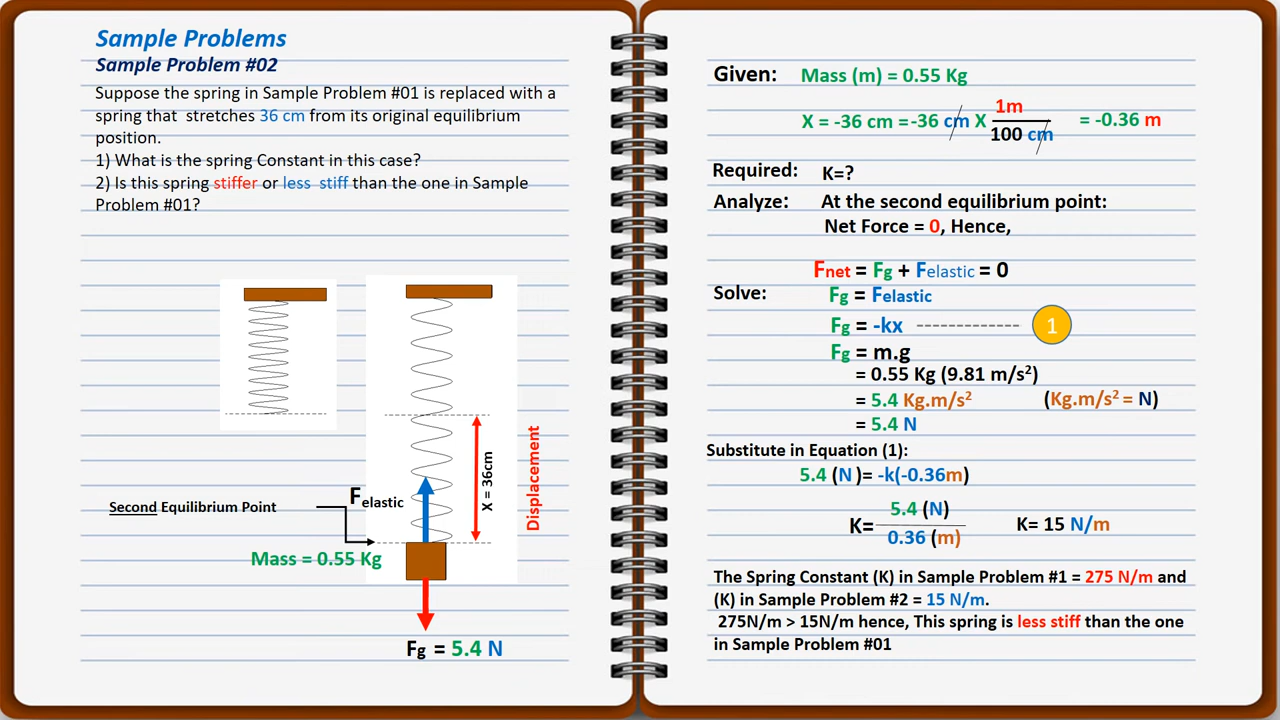 Sample Problems
Sample Problem #02
Suppose the spring in Sample Problem #01 is replaced with a
spring that stretches 36 cm from its original equilibrium
position.
1) What is the Spring Constant in this case?
2) Is this spring stiffer or less stiff than the one in Sample
Problem #01?
X = 36cm
Displacement
Felastic
Second Equilibrium Point
Mass = 0.55 Kg
Fg = 5.4 N
Given: Mass (m) = 0.55 Kg
X = -36 cm = -36 cm X 1m / 100 cm - -0.36 m
Required: K=?
Analyze: At the second equilibrium point:
Net Force = 0, Hence,
Fnet = Fg + Felastic = 0
Solve: Fg = Felastic
Fg = -kx ------------- 1
Fg = m.g
= 0.55 Kg (9.81 m/s²)
= 5.4 Kg.m/s² (Kg.m/s² = N)
= 5.4 N
Substitute in Equation (1):
5.4 (N )= -k(-0.36m)
K= 5.4 (N) / 0.36 (m) K= 15 N/m
The Spring Constant (K) in Sample Problem #1 = 275 N/m and
(K) in Sample Problem #2 = 15 N/m.
275N/m > 15N/m hence, This spring is less stiff than the one
in Sample Problem #01